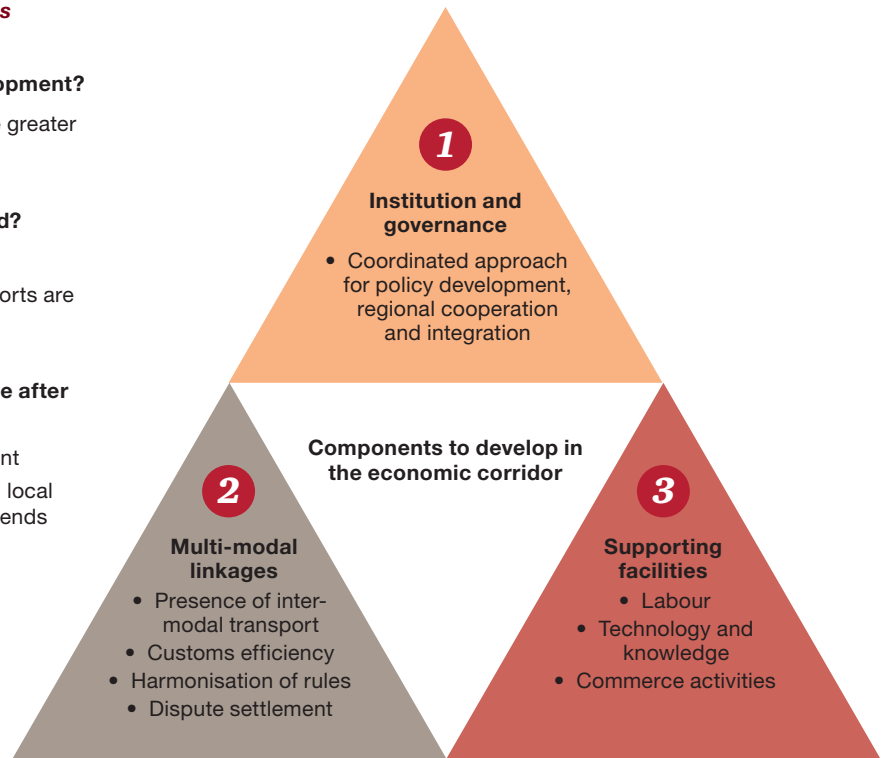 s
opment?
greater
d?
orts are
e after
nt
local
ends
1
Institution and
governance
• Coordinated approach
for policy development,
regional cooperation
and integration
Components to develop in
the economic corridor
2
Multi-modal
linkages
• Presence of inter-
modal transport
• Customs efficiency
• Harmonisation of rules
• Dispute settlement
3
Supporting
facilities
• Labour
• Technology and
knowledge
• Commerce activities